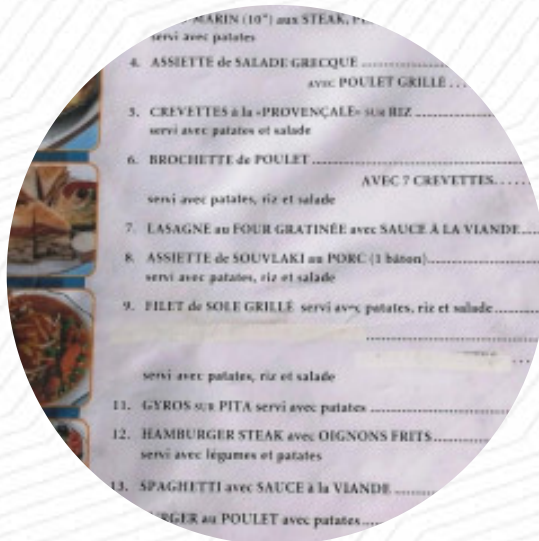 MARIN (10") aux STEAK,
servi avec patates
4. ASSIETTE de SALADE GRECQUE ....................
AVEC POULET GRILLÉ ...
5. CREVETTES à la «PROVENÇALE» SUR RIZ ....................
servi avec patates et salade
6. BROCHETTE de POULET ....................
AVEC 7 CREVETTES.....
servi avec patates, riz et salade
7. LASAGNE au FOUR GRATINÉE avec SAUCE À LA VIANDE....
8. ASSIETTE de SOUVLAKI au PORC (1 bâton)....................
servi avec patates, riz et salade
9. FILET de SOLE GRILLÉ servi avec patates, riz et salade..........
servi avec patates, riz et salade
11. GYROS SUR PITA servi avec patates ....................
12. HAMBURGER STEAK avec OIGNONS FRITS.............
servi avec légumes et patates
13. SPAGHETTI avec SAUCE à la VIANDE ..........
RGER au POULET avec patates....